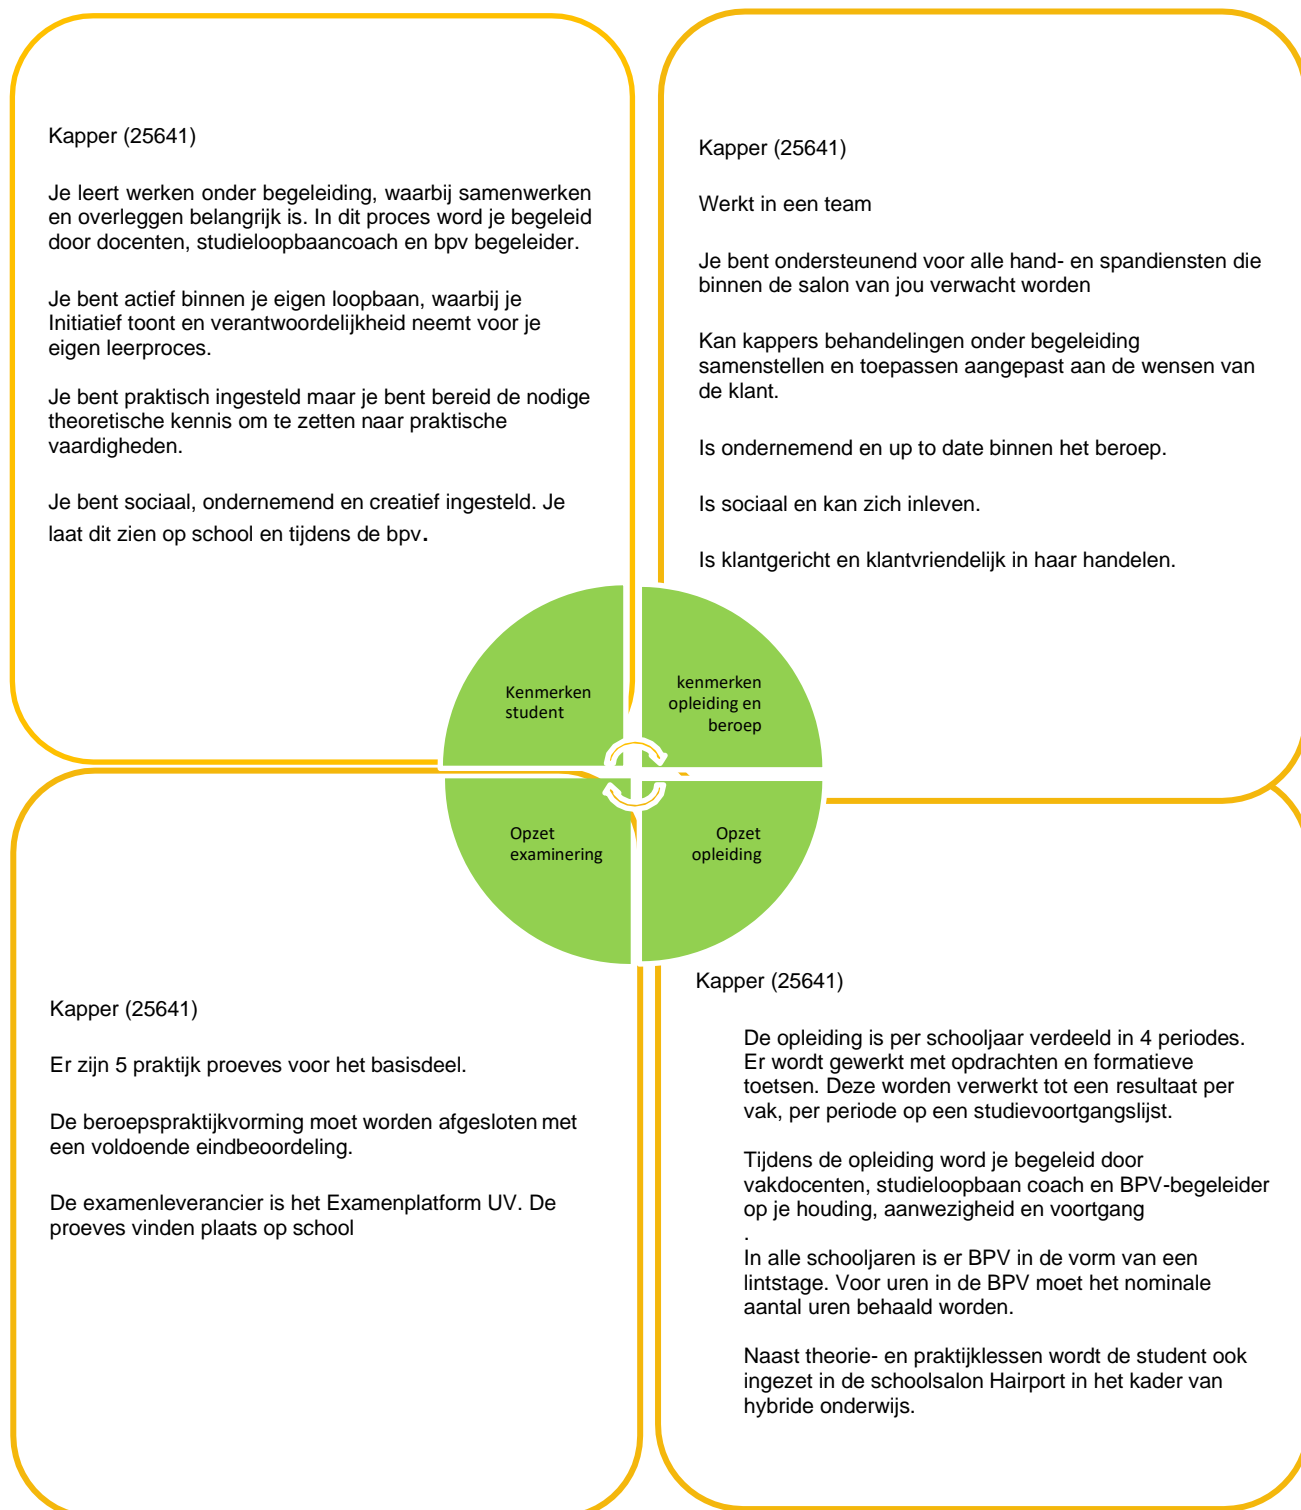 Kapper (25641)
Je leert werken onder begeleiding, waarbij samenwerken
en overleggen belangrijk is. In dit proces word je begeleid
door docenten, studieloopbaancoach en bpv begeleider.
Je bent actief binnen je eigen loopbaan, waarbij je
Initiatief toont en verantwoordelijkheid neemt voor je
eigen leerproces.
Je bent praktisch ingesteld maar je bent bereid de nodige
theoretische kennis om te zetten naar praktische
vaardigheden.
Je bent sociaal, ondernemend en creatief ingesteld. Je
laat dit zien op school en tijdens de bpv.
Kapper (25641)
Werkt in een team
Je bent ondersteunend voor alle hand- en spandiensten die
binnen de salon van jou verwacht worden
Kan kappers behandelingen onder begeleiding
samenstellen en toepassen aangepast aan de wensen van
de klant.
Is ondernemend en up to date binnen het beroep.
Is sociaal en kan zich inleven.
Is klantgericht en klantvriendelijk in haar handelen.
Kenmerken
student
kenmerken
opleiding en
beroep
Opzet
examinering
Opzet
opleiding
Kapper (25641)
Er zijn 5 praktijk proeves voor het basisdeel.
De beroepspraktijkvorming moet worden afgesloten met
een voldoende eindbeoordeling.
De examenleverancier is het Examenplatform UV. De
proeves vinden plaats op school
Kapper (25641)
De opleiding is per schooljaar verdeeld in 4 periodes.
Er wordt gewerkt met opdrachten en formatieve
toetsen. Deze worden verwerkt tot een resultaat per
vak, per periode op een studievoortgangslijst.
Tijdens de opleiding word je begeleid door
vakdocenten, studieloopbaan coach en BPV-begeleider
op je houding, aanwezigheid en voortgang
.
In alle schooljaren is er BPV in de vorm van een
lintstage. Voor uren in de BPV moet het nominale
aantal uren behaald worden.
Naast theorie- en praktijklessen wordt de student ook
ingezet in de schoolsalon Hairport in het kader van
hybride onderwijs.